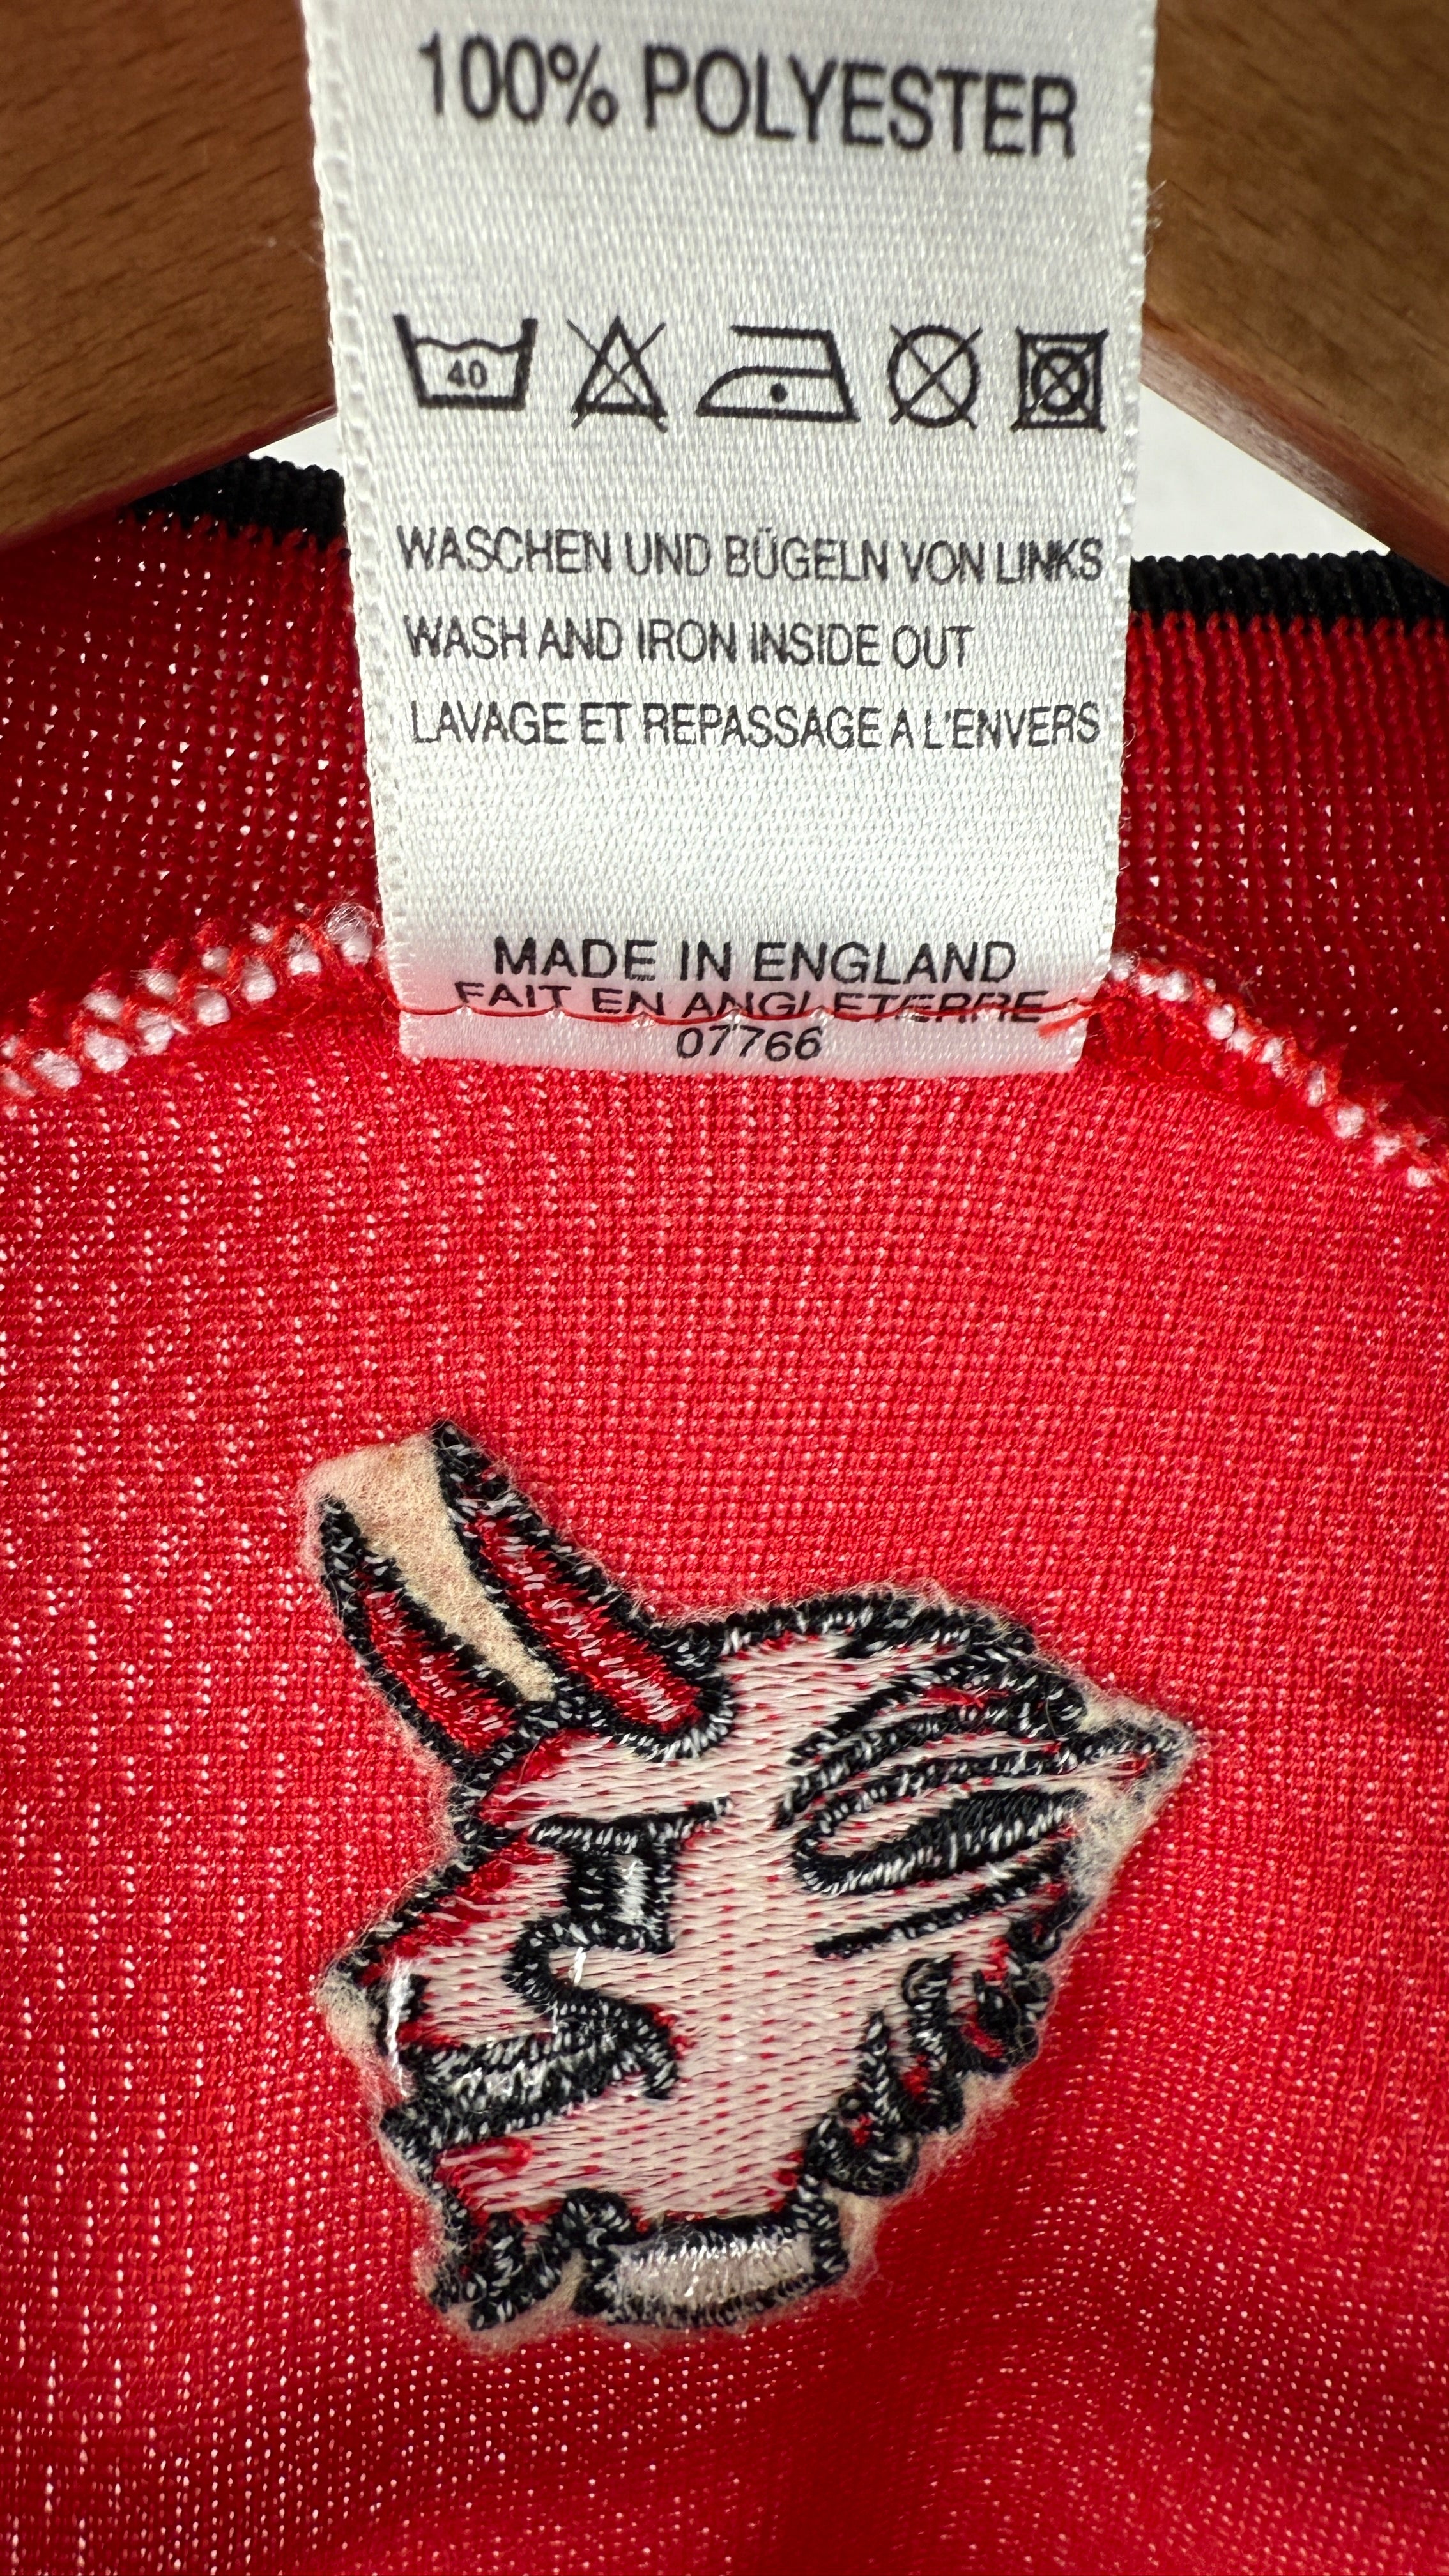 100% POLYESTER
40
WASCHEN UND BÜGELN VON LINKS
WASH AND IRON INSIDE OUT
LAVAGE ET REPASSAGE A L'ENVERS
MADE IN ENGLAND
FAIT EN ANGLETERRE
07766